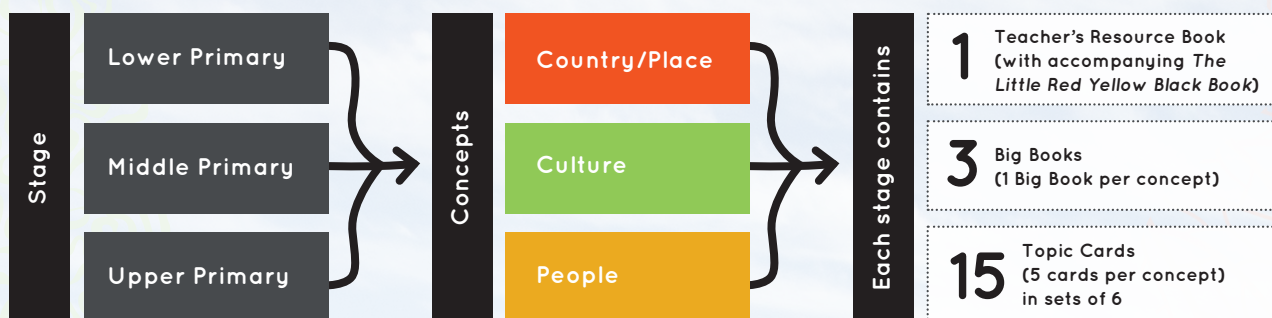 Stage
Lower Primary
Middle Primary
Upper Primary
Concepts
Country/Place
Culture
People
Each stage contains
1
Teacher's Resource Book
(with accompanying The
Little Red Yellow Black Book)
3
Big Books
(1 Big Book per concept)
15
Topic Cards
(5 cards per concept)
in sets of 6